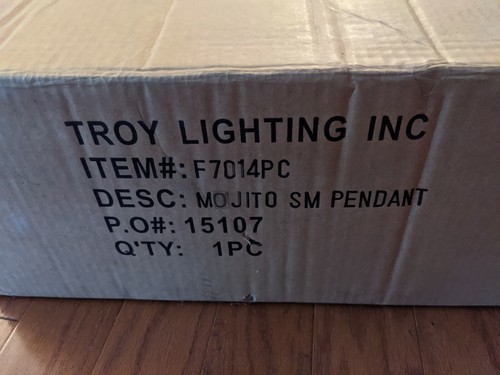 TROY LIGHTING INC
ITEM#: F7014PC
DESC: MOJITO SM PENDANT
P.O#: 15107
Q'TY: 1PC